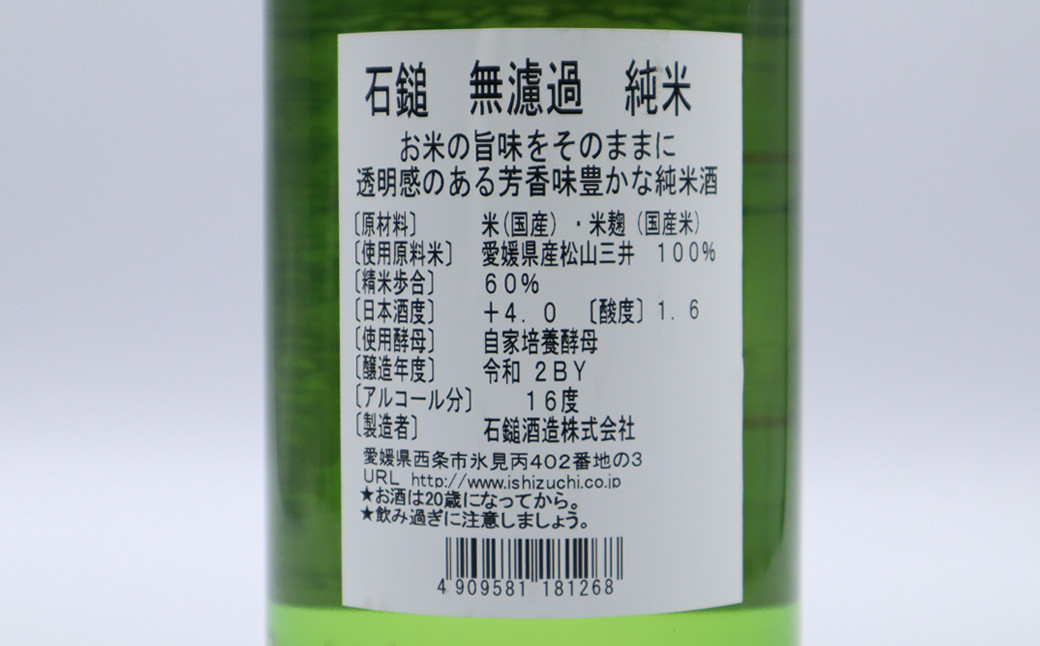 石鎚　無濾過　純米
お米の旨味をそのままに
透明感のある芳香味豊かな純米酒
〔原材料〕　米（国産）・米麹（国産米）
〔使用原料米〕　愛媛県産松山三井　１００％
〔精米歩合〕　６０％
〔日本酒度〕　＋４．０　〔酸度〕１．６
〔使用酵母〕　自家培養酵母
〔醸造年度〕　令和 ２ＢＹ
〔アルコール分〕　１６度
〔製造者〕　石鎚酒造株式会社
愛媛県西条市氷見丙４０２番地の３
URL http://www.ishizuchi.co.jp
★お酒は20歳になってから。
★飲み過ぎに注意しましょう。
4 909581 181268